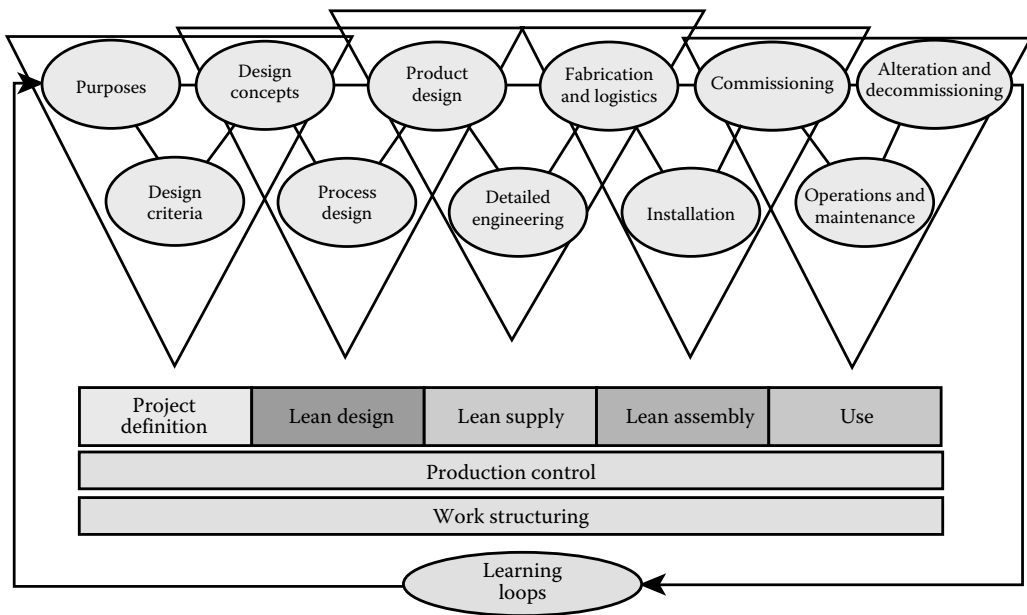 Purposes
Design
concepts
Product
design
Fabrication
and logistics
Commissioning
Alteration and
decommissioning
Design
criteria
Process
design
Detailed
engineering
Installation
Operations and
maintenance
Project
definition
Lean design
Lean supply
Lean assembly
Use
Production control
Work structuring
Learning
loops